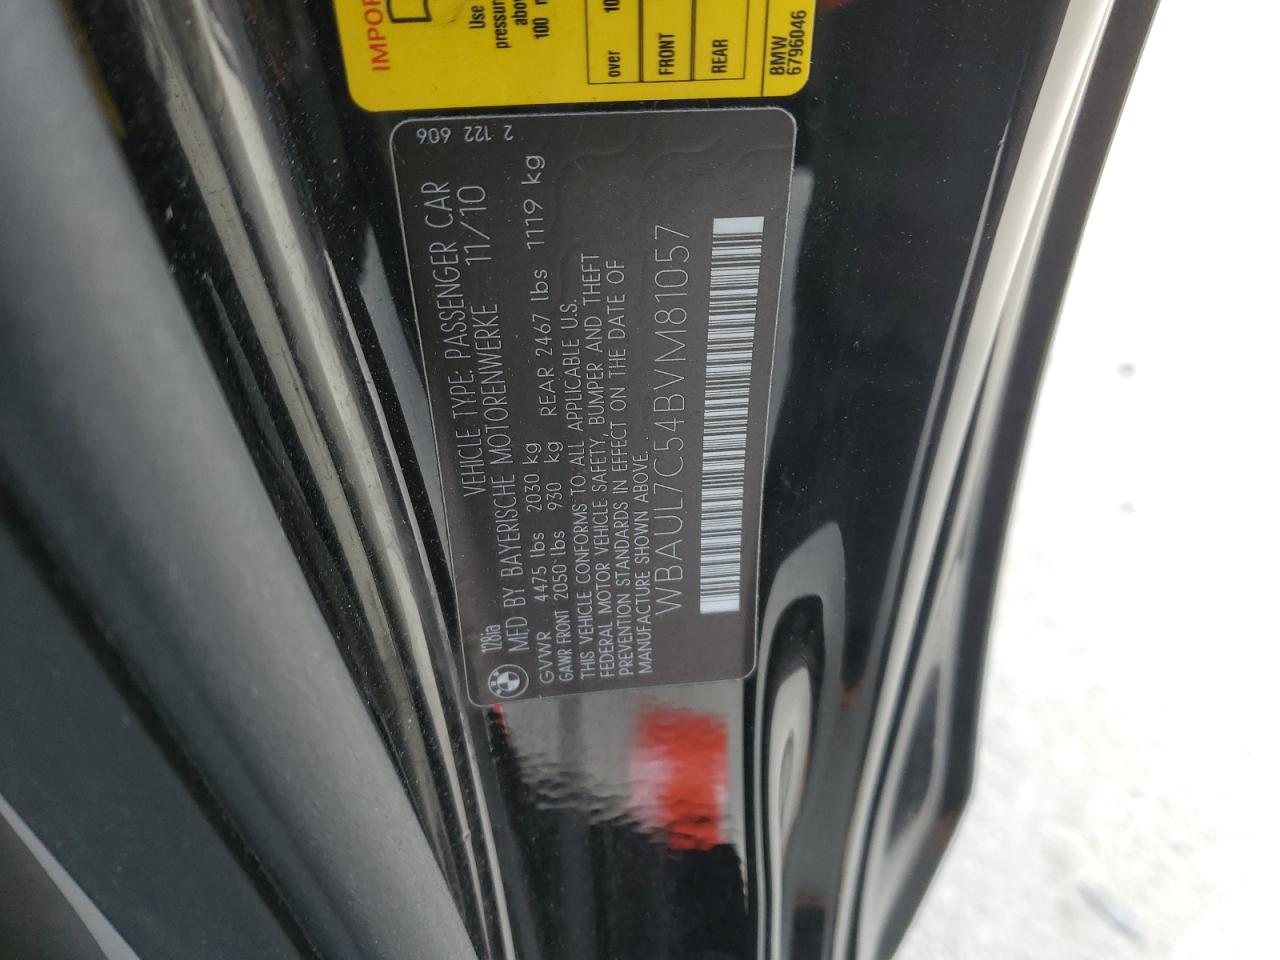 IMPOR
Use
pressur
abov
100 m
over 10
FRONT
REAR
BMW
6796046
2 122 606
VEHICLE TYPE: PASSENGER CAR
128ia
MFD BY BAYERISCHE MOTORENWERKE 11/10
GVWR 4475 lbs 2030 kg
GAWR FRONT 2050 lbs 930 kg REAR 2467 lbs 1119 kg
THIS VEHICLE CONFORMS TO ALL APPLICABLE U.S.
FEDERAL MOTOR VEHICLE SAFETY, BUMPER AND THEFT
PREVENTION STANDARDS IN EFFECT ON THE DATE OF
MANUFACTURE SHOWN ABOVE.
WBAUL7C54BVM81057